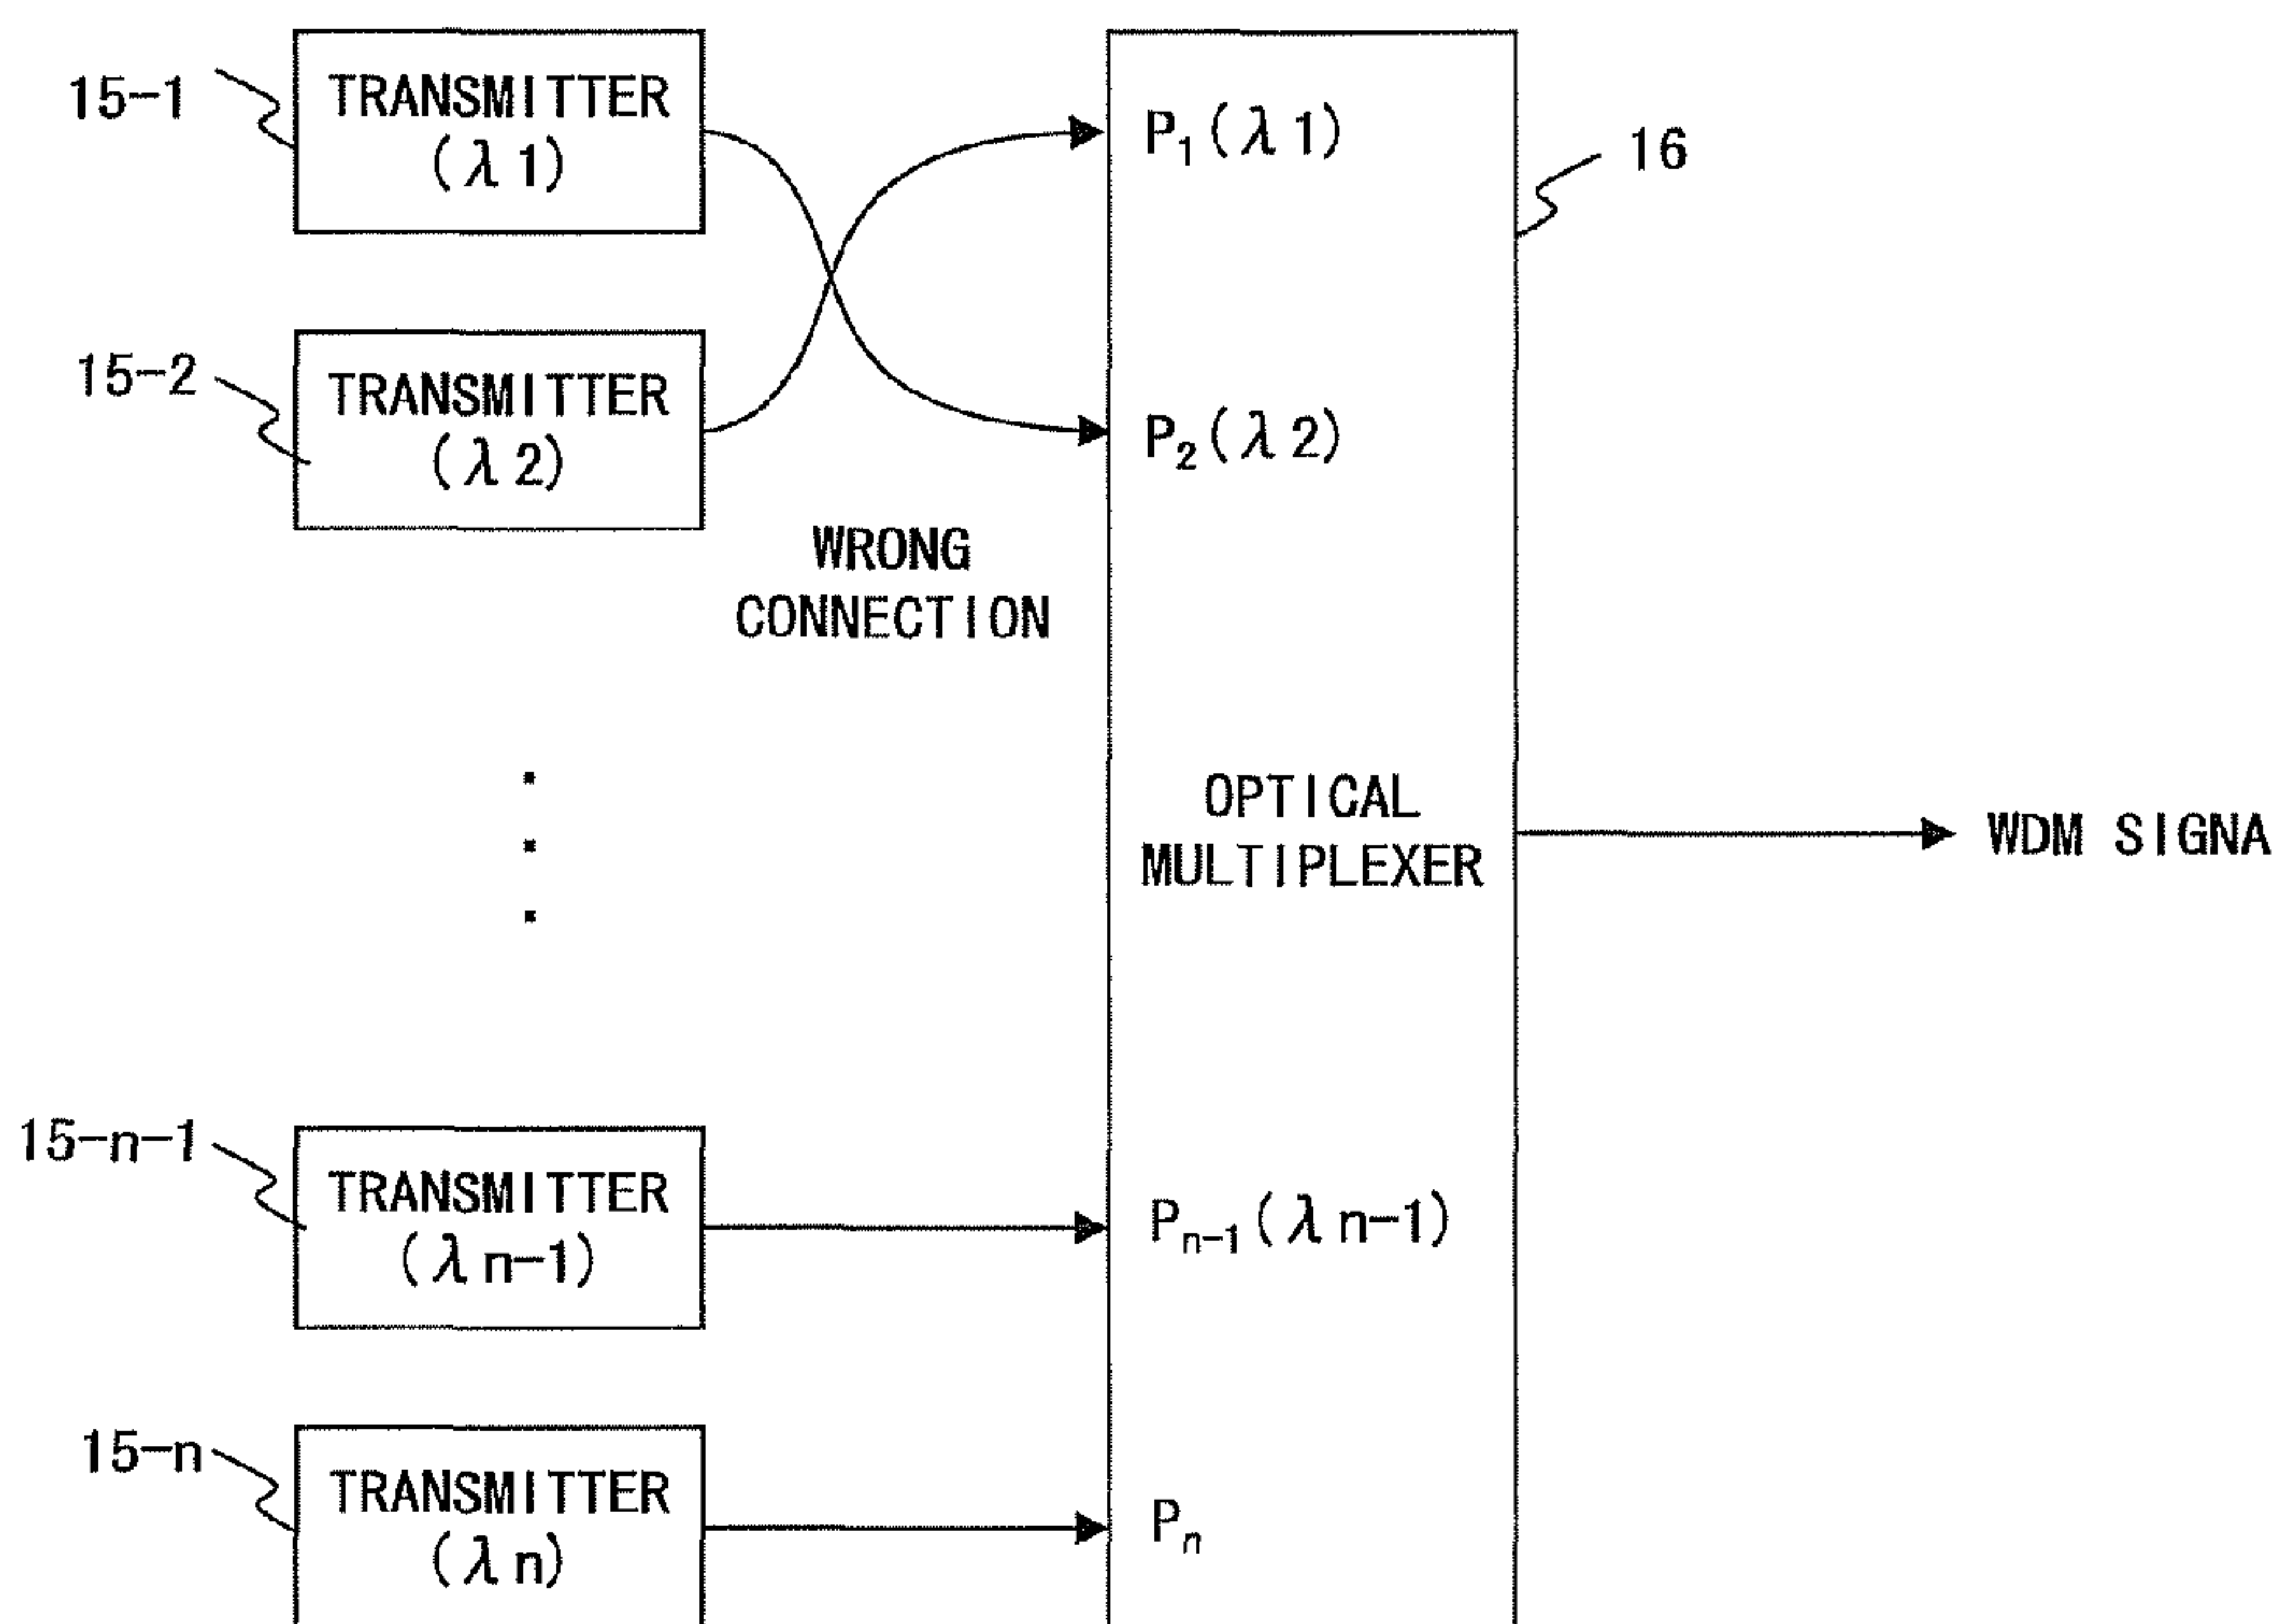 15-1
TRANSMITTER
(λ1)
P₁(λ1)
16
15-2
TRANSMITTER
(λ2)
P₂(λ2)
WRONG
CONNECTION
OPTICAL
MULTIPLEXER
WDM SIGNA
15-n-1
TRANSMITTER
(λn-1)
Pₙ₋₁(λn-1)
15-n
TRANSMITTER
(λn)
Pₙ